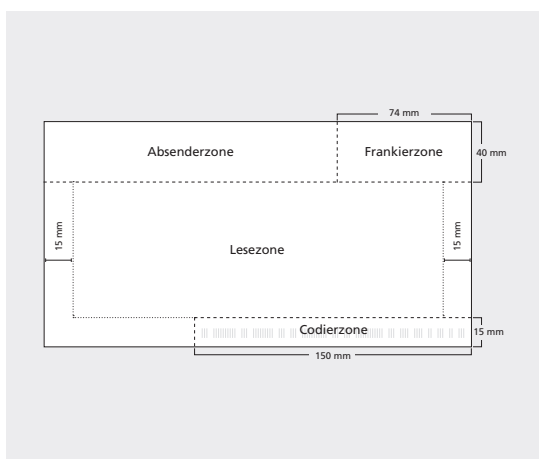 74 mm
Absenderzone
Frankierzone
40 mm
15 mm
15 mm
Lesezone
Codierzone
15 mm
150 mm